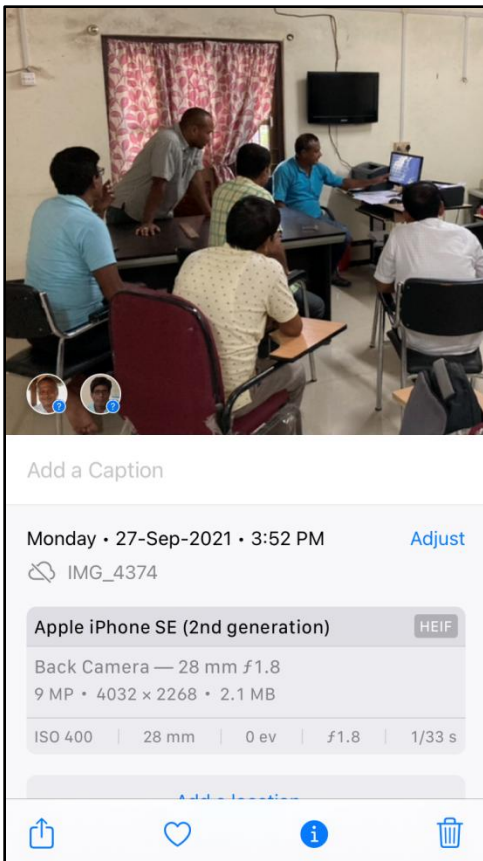 Add a Caption
Monday • 27-Sep-2021 • 3:52 PM Adjust
IMG_4374
Apple iPhone SE (2nd generation) HEIF
Back Camera — 28 mm ƒ1.8
9 MP • 4032 × 2268 • 2.1 MB
ISO 400 | 28 mm | 0 ev | ƒ1.8 | 1/33 s
Add a location